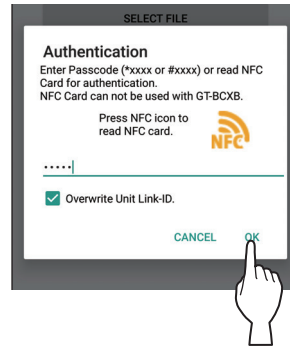 SELECT FILE
Authentication
Enter Passcode (*xxxx or #xxxx) or read NFC
Card for authentication.
NFC Card can not be used with GT-BCXB.
Press NFC icon to
read NFC card.
NFC
•••••
Overwrite Unit Link-ID.
CANCEL OK